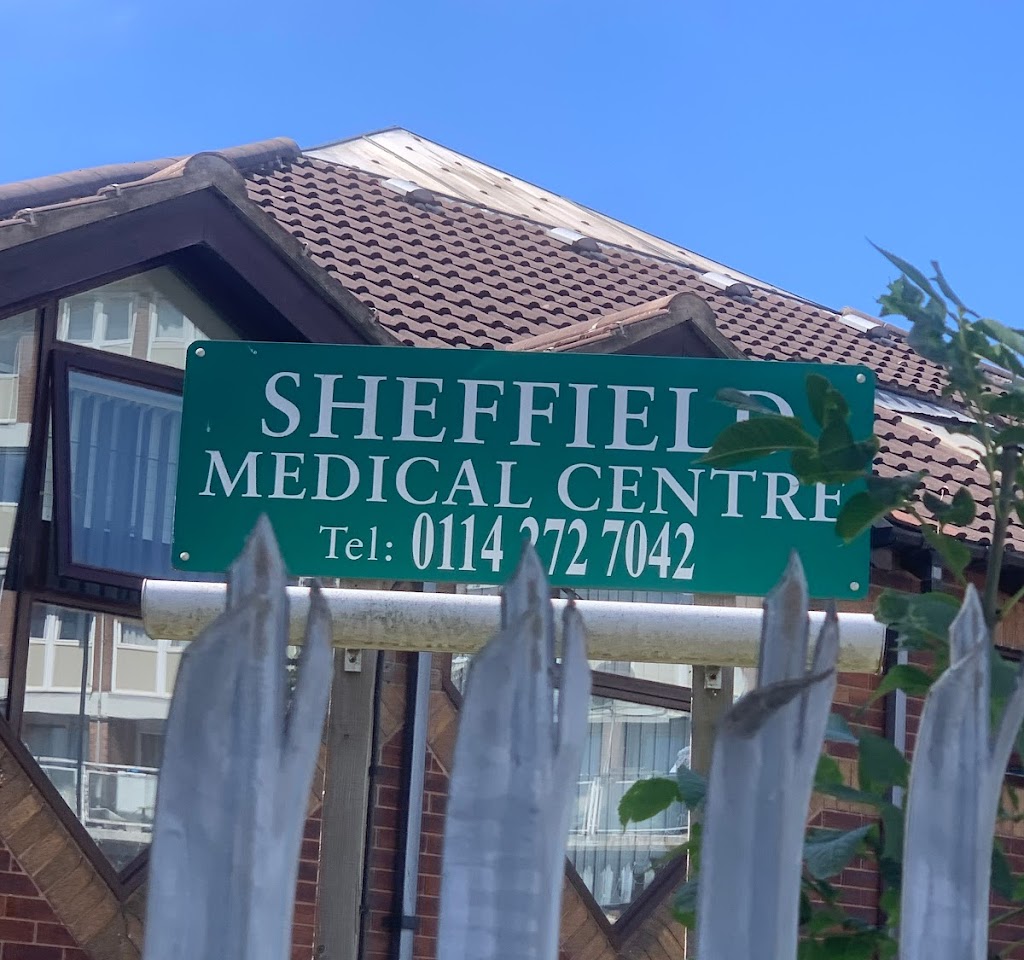 SHEFFIELD
MEDICAL CENTRE
Tel: 0114 272 7042